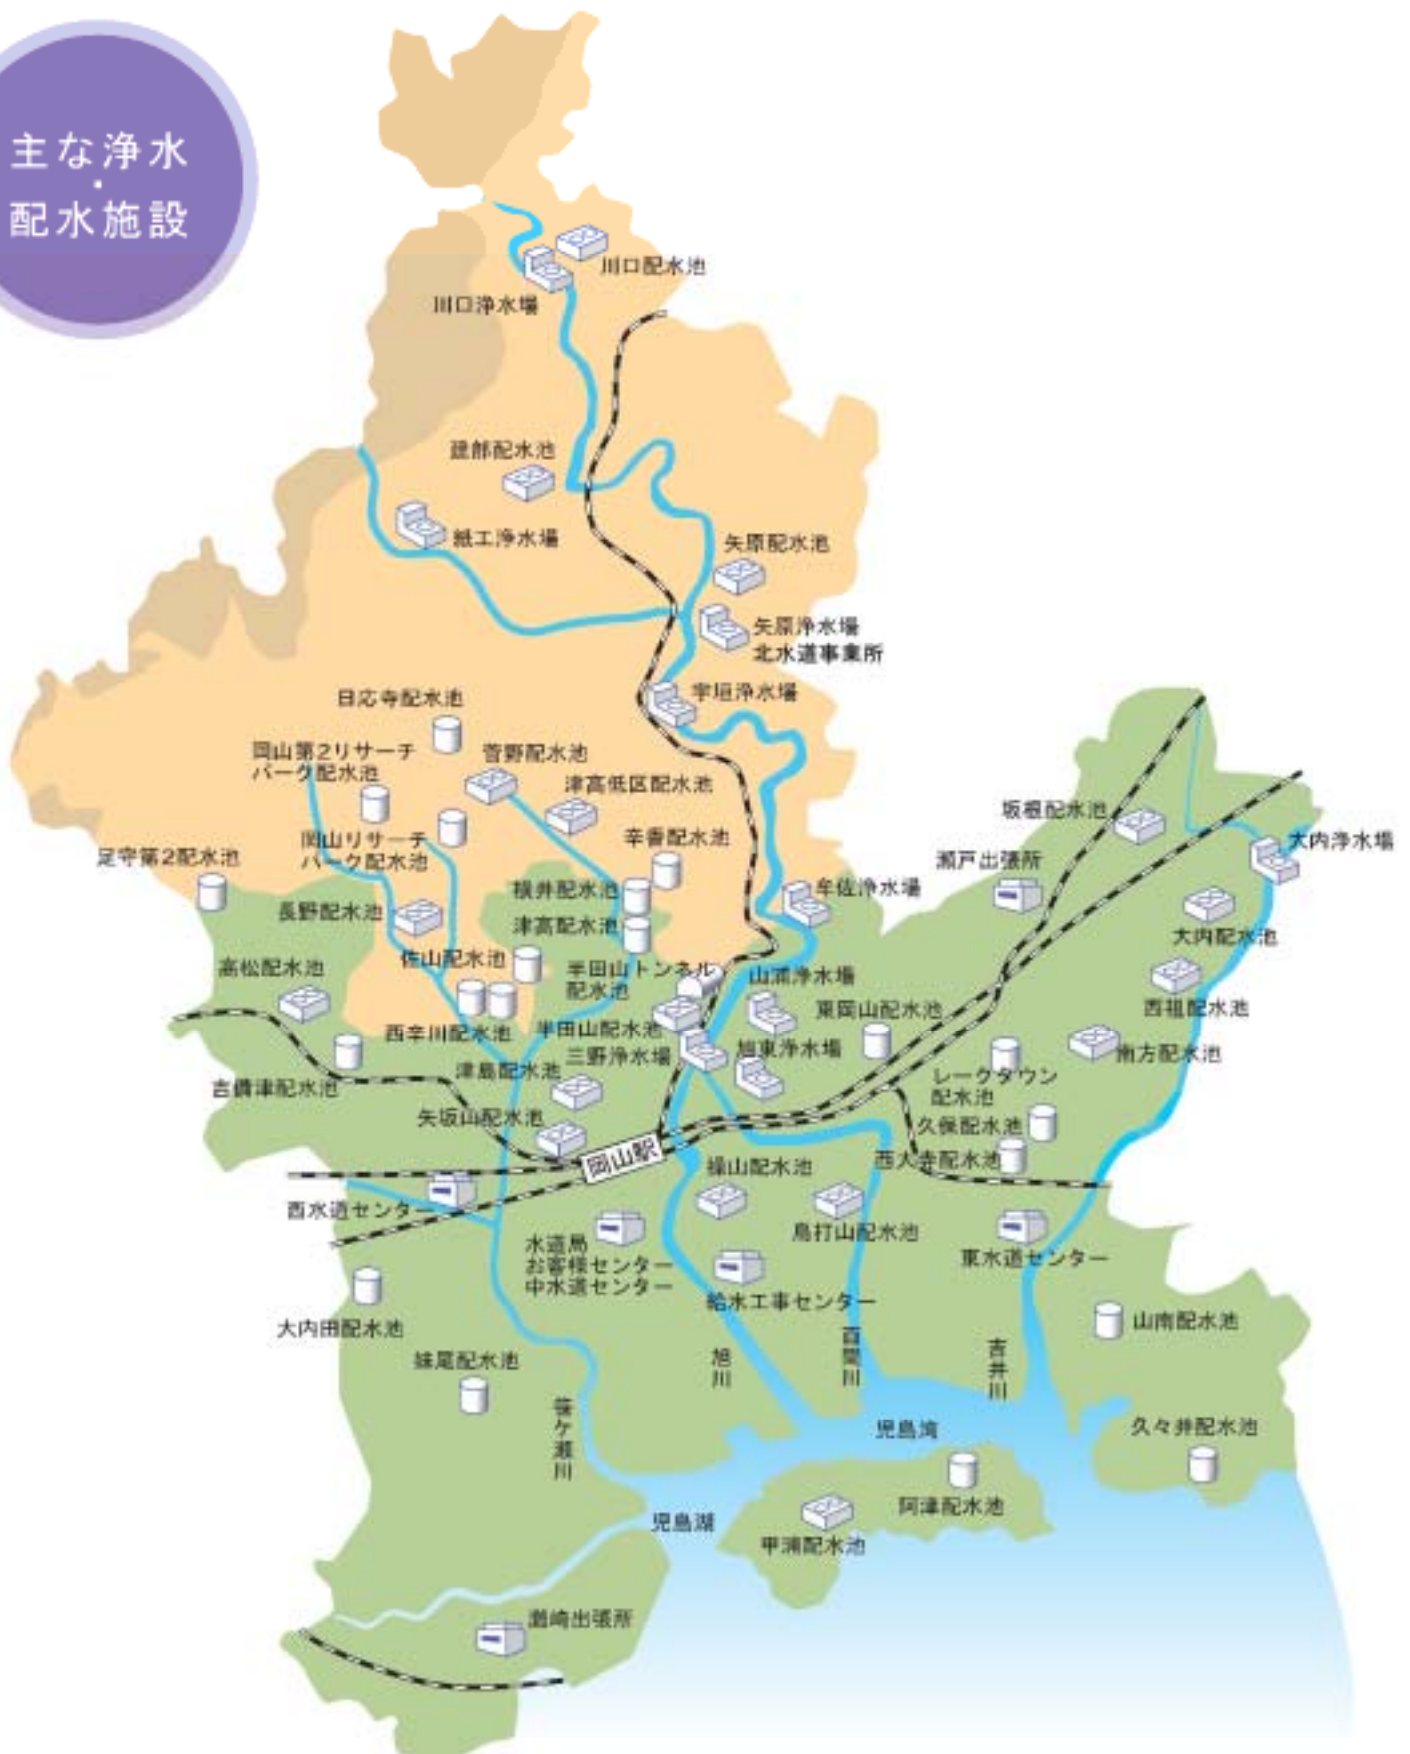 主な浄水
・
配水施設
川口配水池
川口浄水場
建部配水池
紙工浄水場
矢原配水池
矢原浄水場
北水道事業所
宇垣浄水場
日応寺配水池
岡山第2リサーチ
パーク配水池
菅野配水池
津高低区配水池
岡山リサーチ
パーク配水池
辛香配水池
足守第2配水池
横井配水池
牟佐浄水場
坂根配水池
瀬戸出張所
大内浄水場
長野配水池
津高配水池
大内配水池
高松配水池
佐山配水池
半田山トンネル
配水池
山浦浄水場
西祖配水池
東岡山配水池
西辛川配水池
半田山配水池
三野浄水場
旭東浄水場
南方配水池
吉備津配水池
津島配水池
レークタウン
配水池
矢坂山配水池
久保配水池
岡山駅
操山配水池
西大寺配水池
西水道センター
水道局
お客様センター
中水道センター
鳥打山配水池
東水道センター
給水工事センター
大内田配水池
山南配水池
妹尾配水池
旭川
百間川
吉井川
笹ヶ瀬川
児島湾
久々井配水池
阿津配水池
児島湖
甲浦配水池
灘崎出張所